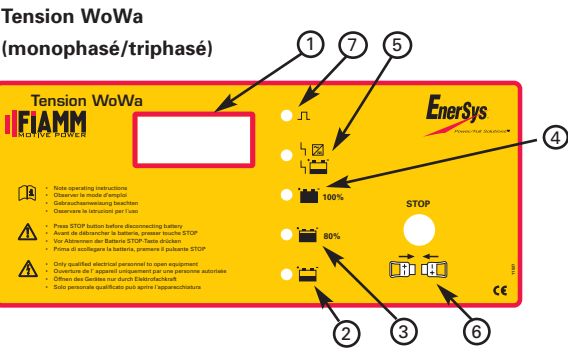 Tension WoWa
(monophasé/triphasé)
1
7
5
Tension WoWa
FIAMM
MOTIVE POWER
EnerSys
Power/Full Solutions
4
100%
STOP
• Note operating instructions
• Observer le mode d'emploi
• Gebrauchsanweisung beachten
• Osservare le istruzioni per l'uso
• Press STOP button before disconnecting battery
• Avant de débrancher la batterie, presser touche STOP
• Vor Abtrennen der Batterie STOP-Taste drücken
• Prima di scollegare la batteria, premere il pulsante STOP
80%
• Only qualified electrical personnel to open equipment
• Ouverture de l' appareil uniquement par une personne autorisée
• Öffnen des Gerätes nur durch Elektrofachkraft
• Solo personale qualificato può aprire l'apparecchiatura
CE
2
3
6